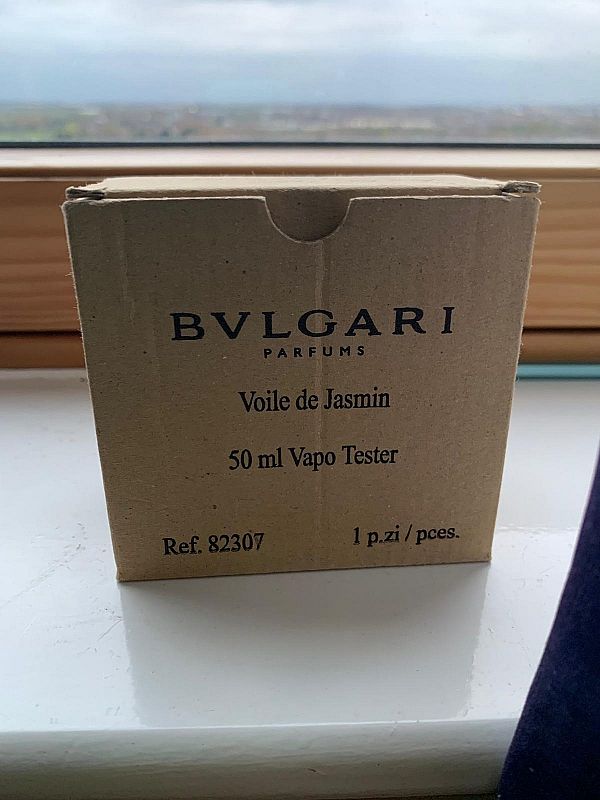 BVLGARI
PARFUMS
Voile de Jasmin
50 ml Vapo Tester
Ref. 82307 1 p.zi / pces.